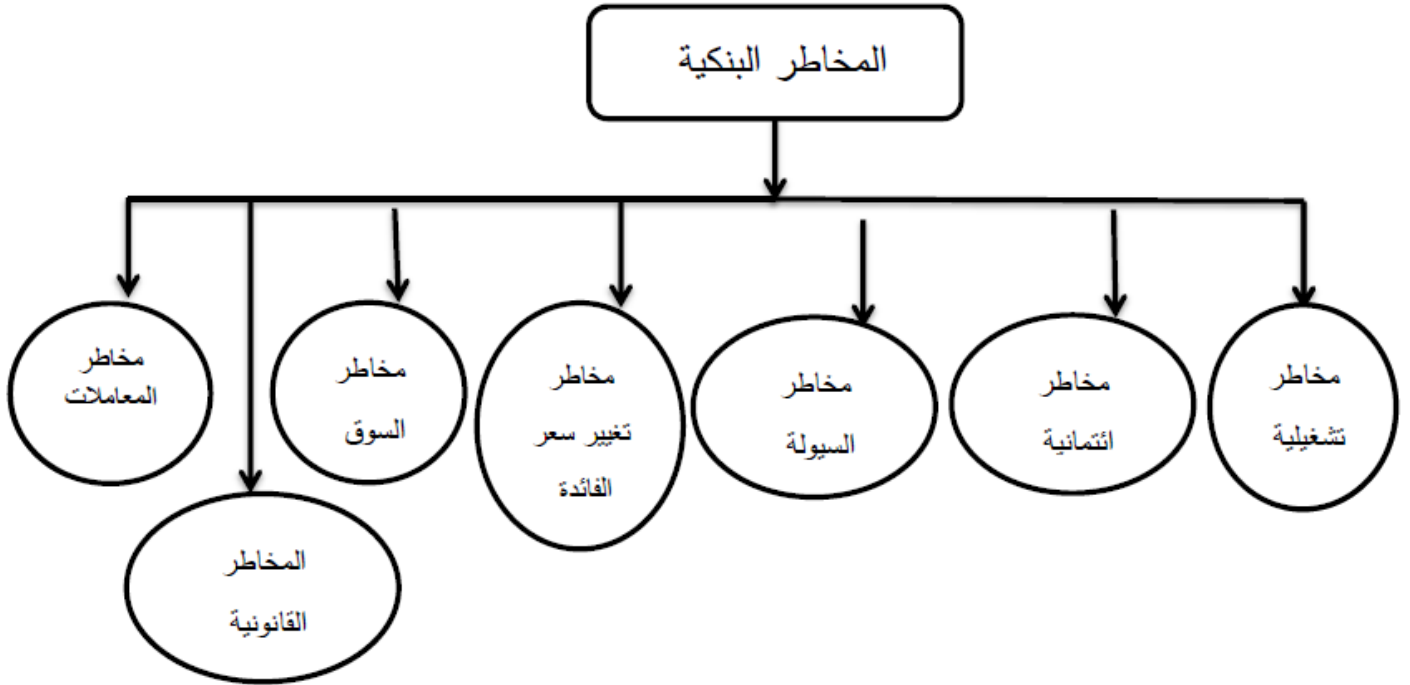 المخاطر البنكية
مخاطر
تشغيلية
مخاطر
ائتمانية
مخاطر
السيولة
مخاطر
تغيير سعر
الفائدة
مخاطر
السوق
المخاطر
القانونية
مخاطر
المعاملات